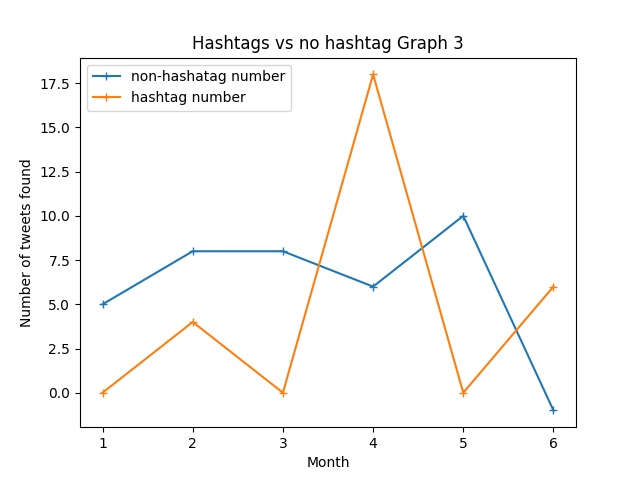 Hashtags vs no hashtag Graph 3
non-hashatag number
hashtag number
17.5
15.0
12.5
10.0
7.5
5.0
2.5
0.0
Number of tweets found
1 2 3 4 5 6
Month